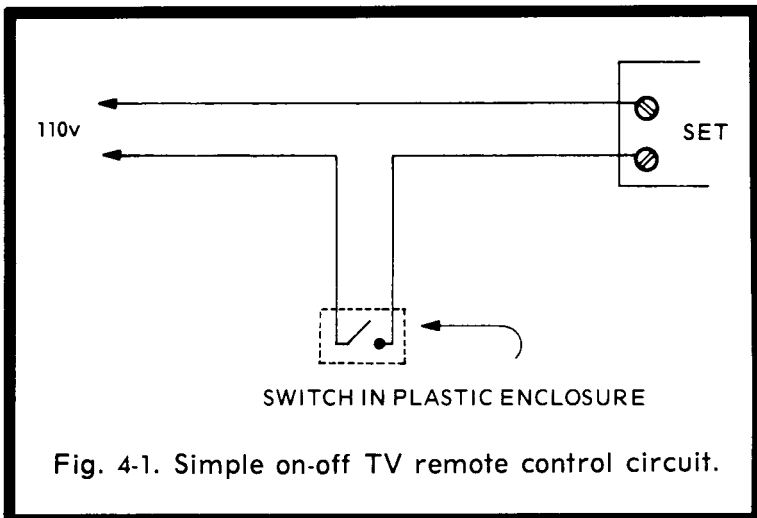 110v
SET
SWITCH IN PLASTIC ENCLOSURE
Fig. 4-1. Simple on-off TV remote control circuit.